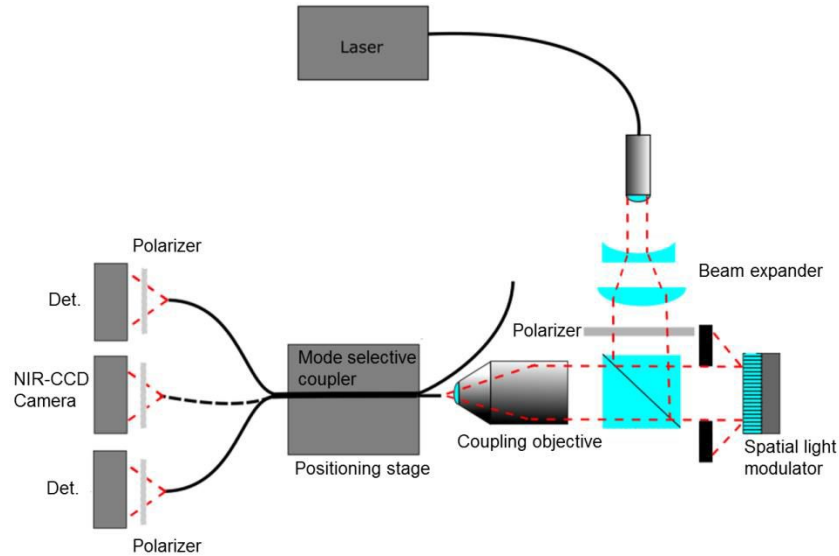 Laser
Polarizer
Beam expander
Det.
Polarizer
Mode selective
coupler
NIR-CCD
Camera
Coupling objective
Spatial light
modulator
Positioning stage
Det.
Polarizer